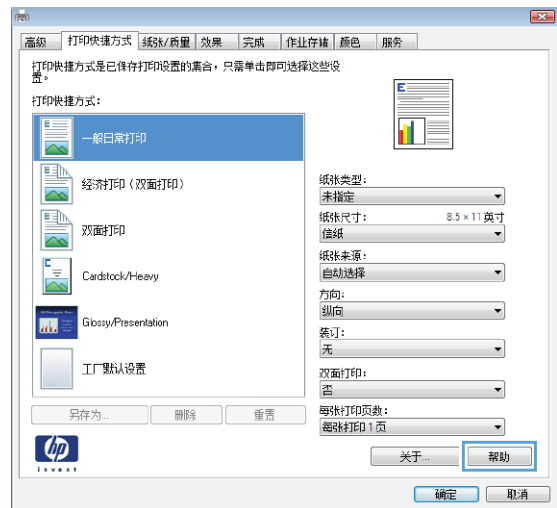 高级 打印快捷方式 纸张/质量 效果 完成 作业存储 颜色 服务
打印快捷方式是已保存打印设置的集合，只需单击即可选择这些设
置。
打印快捷方式：
一般日常打印
经济打印（双面打印）
双面打印
Cardstock/Heavy
Glossy/Presentation
工厂默认设置
另存为... 删除 重置
纸张类型：
未指定
纸张尺寸： 8.5 × 11 英寸
信纸
纸张来源：
自动选择
方向：
纵向
装订：
无
双面打印：
否
每张打印页数：
每张打印 1 页
hp
invent
关于... 帮助
确定 取消